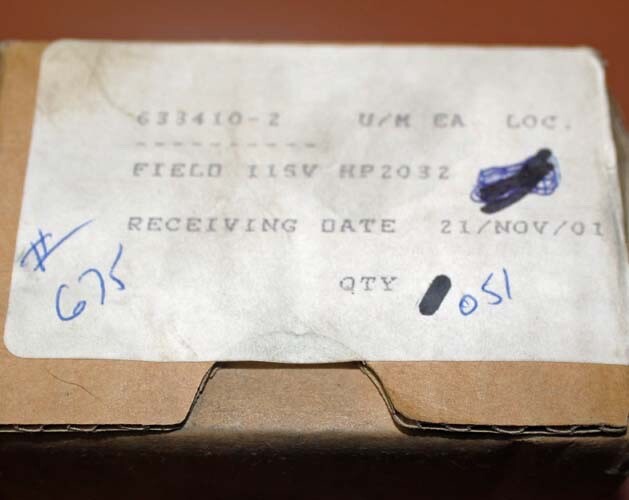 633410-2 U/M EA LOC.
----------
FIELD 115V HP2032
RECEIVING DATE 21/NOV/01
# 675
QTY 051